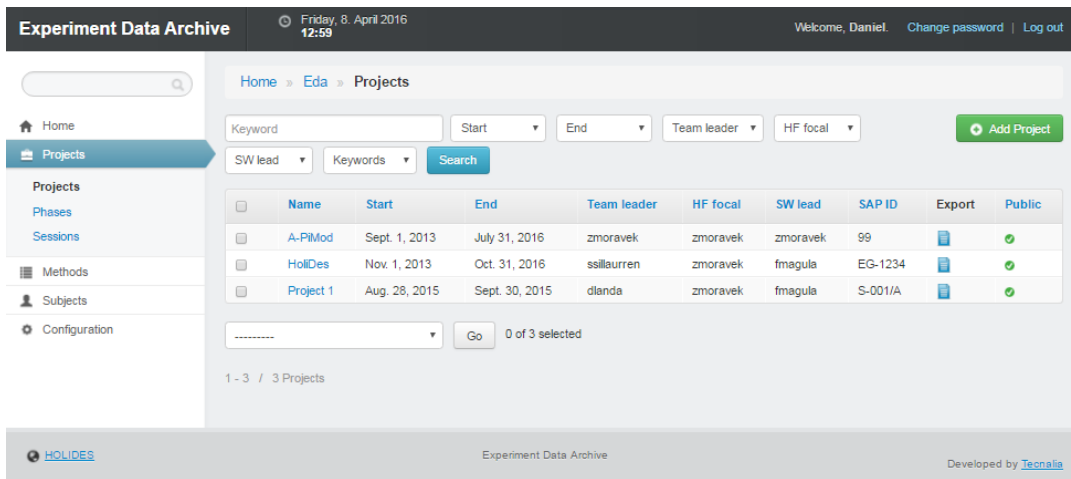 Experiment Data Archive
Friday, 8. April 2016
12:59
Welcome, Daniel. Change password | Log out
Home » Eda » Projects
Home
Projects
Projects
Phases
Sessions
Methods
Subjects
Configuration
Keyword Start End Team leader HF focal Add Project
SW lead Keywords Search
Name Start End Team leader HF focal SW lead SAP ID Export Public
A-PiMod Sept. 1, 2013 July 31, 2016 zmoravek zmoravek zmoravek 99
HoliDes Nov. 1, 2013 Oct. 31, 2016 ssillaurren zmoravek fmagula EG-1234
Project 1 Aug. 28, 2015 Sept. 30, 2015 dlanda zmoravek fmagula S-001/A
--------- Go 0 of 3 selected
1 - 3 / 3 Projects
HOLIDES Experiment Data Archive Developed by Tecnalia